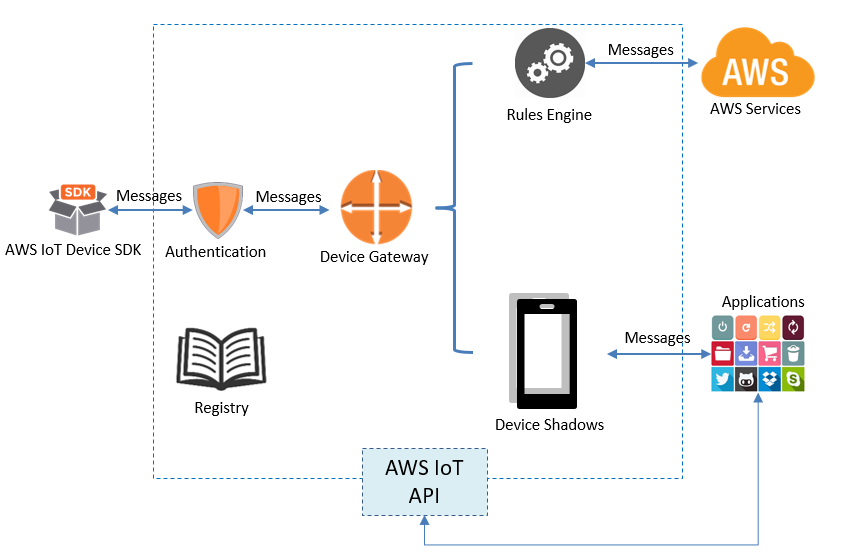 Messages
AWS
Rules Engine
AWS Services
SDK
Messages
Messages
AWS IoT Device SDK
Authentication
Device Gateway
Applications
Messages
Registry
Device Shadows
AWS IoT
API